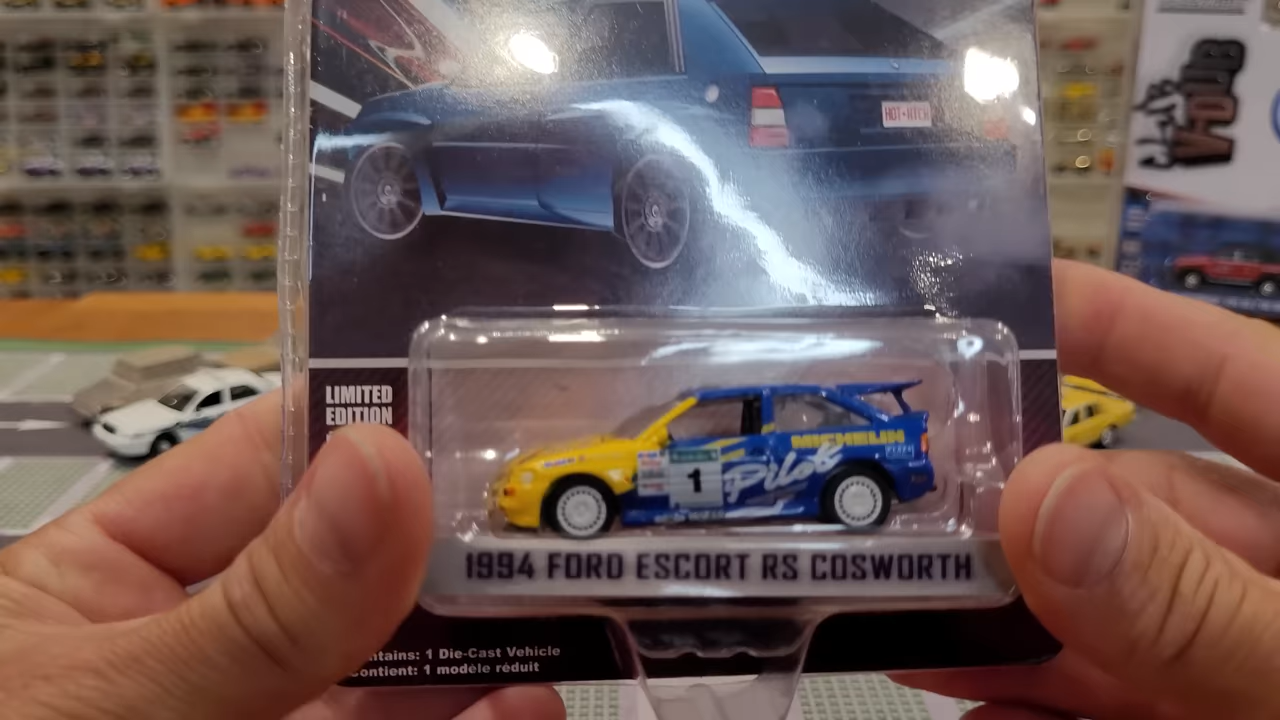 V-DUB
HOT•HTCH
LIMITED
EDITION
MICHELIN
Pilot
1
1994 FORD ESCORT RS COSWORTH
ntains: 1 Die-Cast Vehicle
Contient: 1 modèle réduit